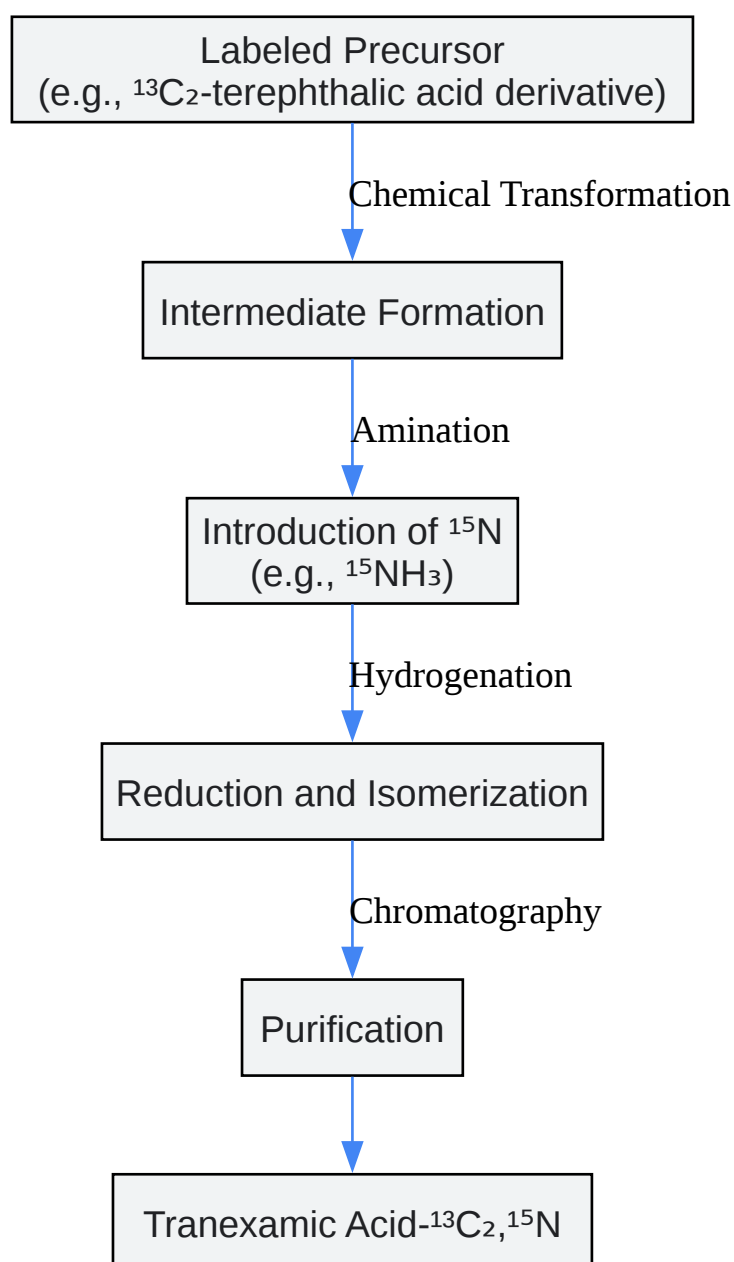 Labeled Precursor
(e.g., ¹³C₂-terephthalic acid derivative)
Chemical Transformation
Intermediate Formation
Amination
Introduction of ¹⁵N
(e.g., ¹⁵NH₃)
Hydrogenation
Reduction and Isomerization
Chromatography
Purification
Tranexamic Acid-¹³C₂,¹⁵N